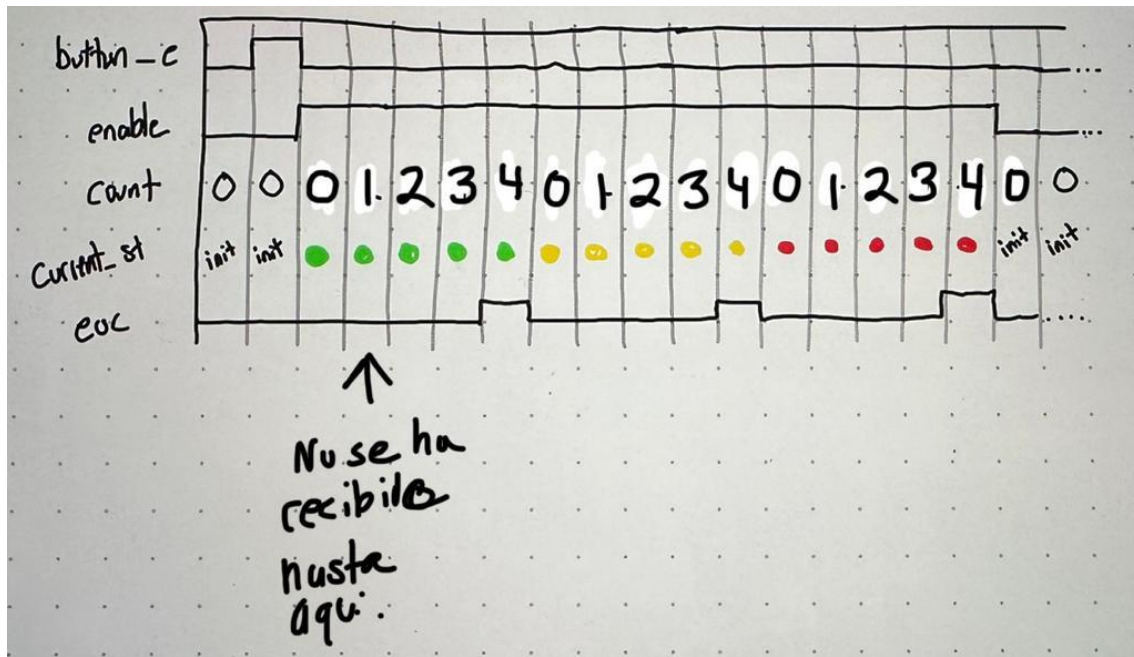 button_e
enable
count 0 0 0 1 2 3 4 0 1 2 3 4 0 1 2 3 4 0 0
current_st init init init init
eoc
No se ha
recibido
hasta
aquí.